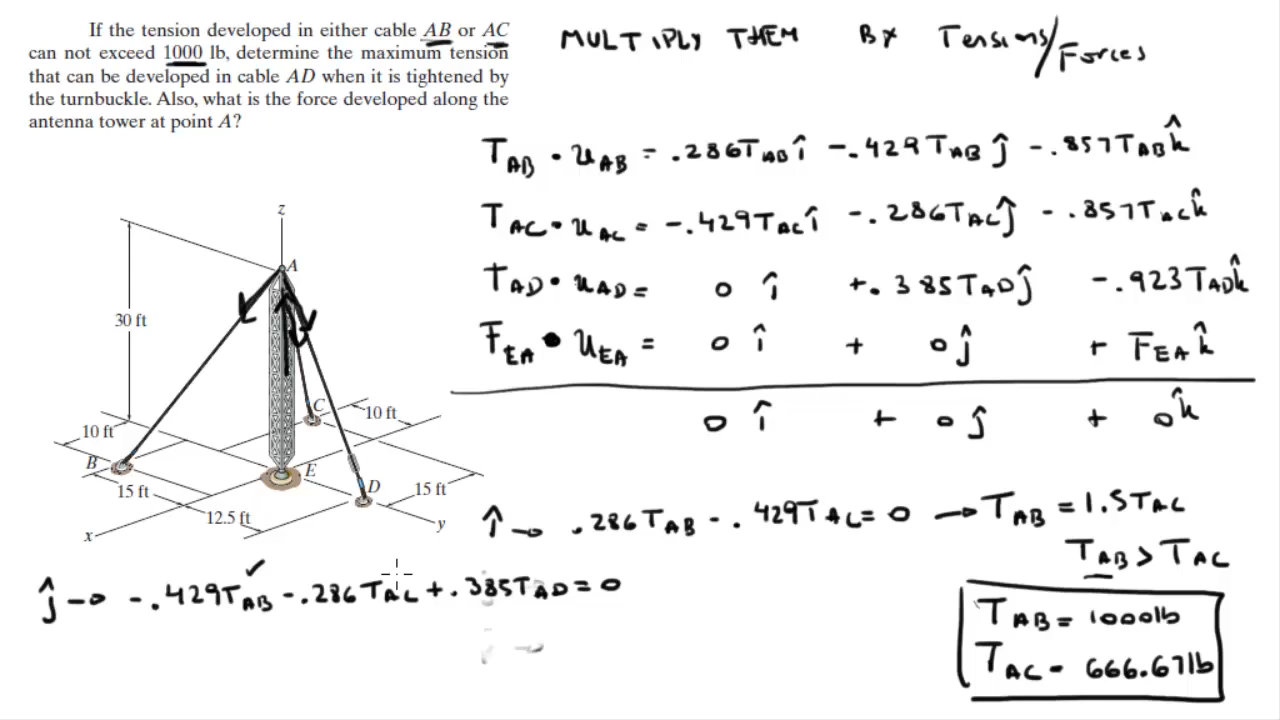 If the tension developed in either cable AB or AC
can not exceed 1000 lb, determine the maximum tension
that can be developed in cable AD when it is tightened by
the turnbuckle. Also, what is the force developed along the
antenna tower at point A?
MULTIPLY THEM BY Tensions/Forces
T_AB · u_AB = .286T_AB î - .429T_AB ĵ - .857T_AB k̂
T_AC · u_AC = -.429T_AC î - .286T_AC ĵ - .857T_AC k̂
T_AD · u_AD = 0 î + .385T_AD ĵ - .923T_AD k̂
F_EA · u_EA = 0 î + 0 ĵ + F_EA k̂
0 î + 0 ĵ + 0 k̂
z
A
30 ft
C
10 ft
10 ft
B
E
15 ft
D
15 ft
12.5 ft
x
y
î → .286T_AB - .429T_AC = 0 → T_AB = 1.5T_AC
T_AB > T_AC
T_AB = 1000lb
T_AC = 666.67lb
ĵ → -.429T_AB - .286T_AC + .385T_AD = 0